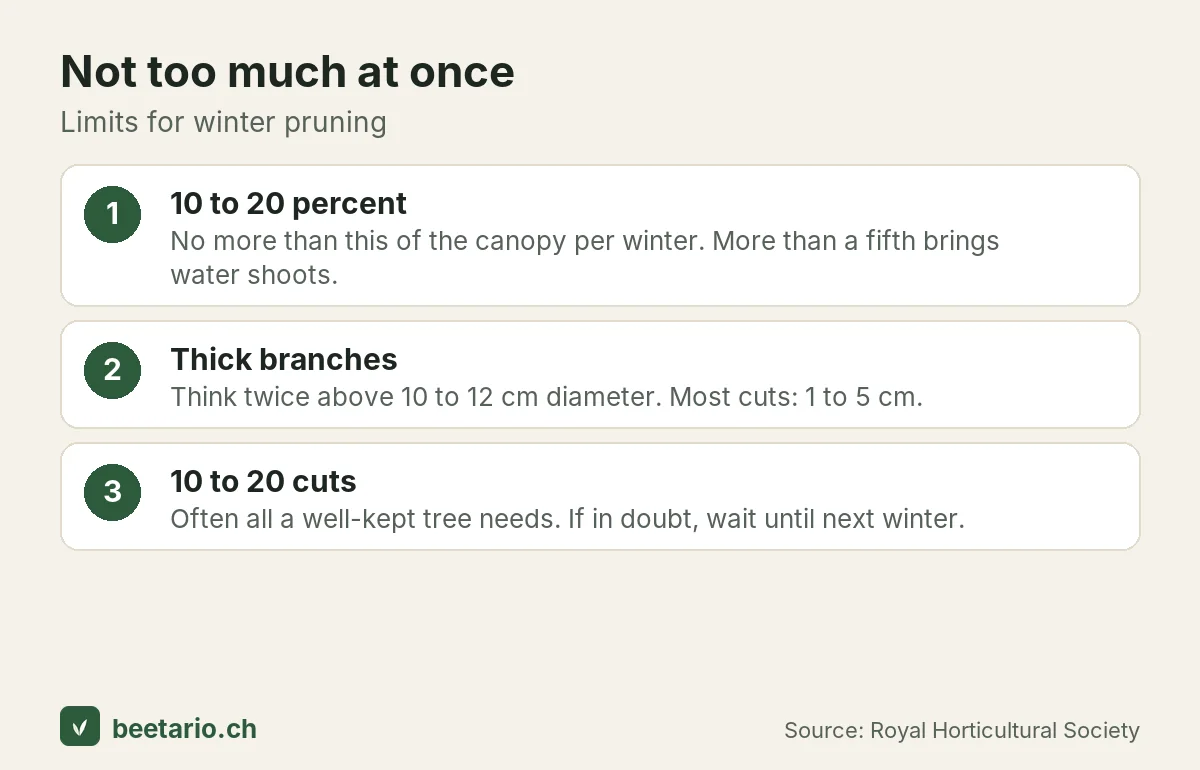 Not too much at once
Limits for winter pruning
1
10 to 20 percent
No more than this of the canopy per winter. More than a fifth brings
water shoots.
2
Thick branches
Think twice above 10 to 12 cm diameter. Most cuts: 1 to 5 cm.
3
10 to 20 cuts
Often all a well-kept tree needs. If in doubt, wait until next winter.
beetario.ch
Source: Royal Horticultural Society